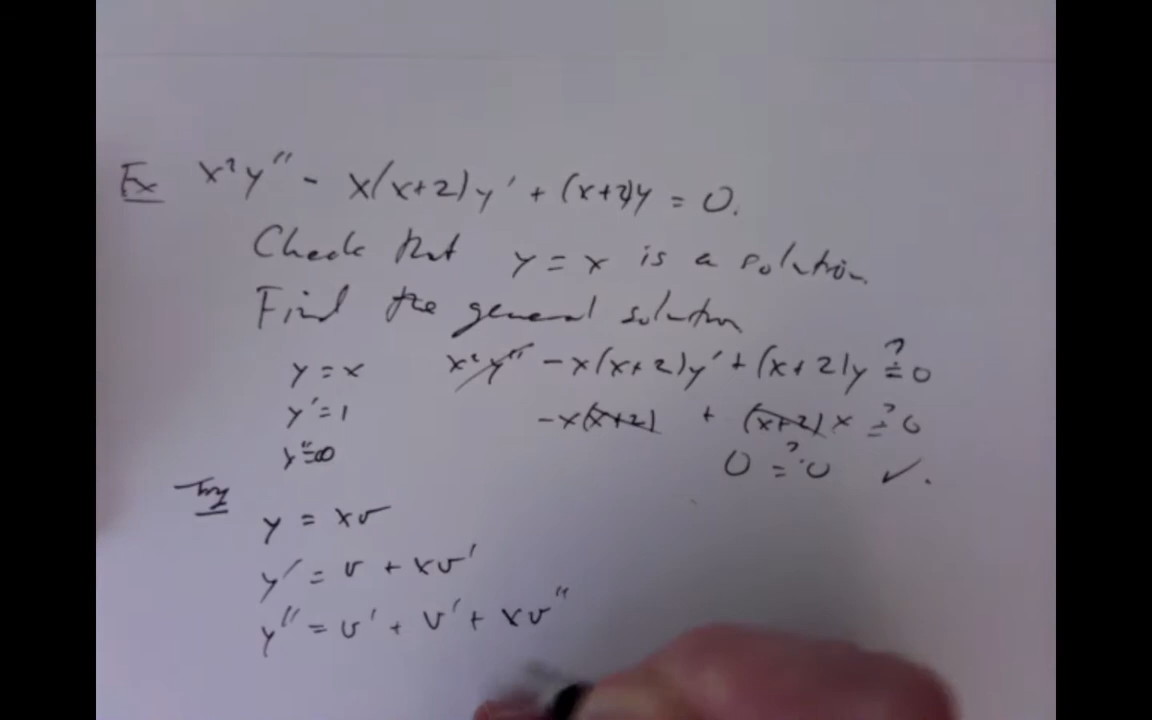 Ex x²y" - x(x+2)y' + (x+2)y = 0.
Check that y = x is a solution.
Find the general solution
y = x x²y" - x(x+2)y' + (x+2)y ≟ 0
y' = 1 -x(x+2) + (x+2)x ≟ 0
y" = 0 0 ≟ 0 ✓.
Try
y = xv
y' = v + xv'
y" = v' + v' + xv"